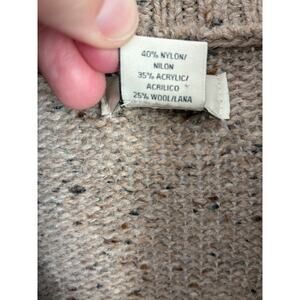 40% NYLON/
NILON
35% ACRYLIC/
ACRILICO
25% WOOL/LANA